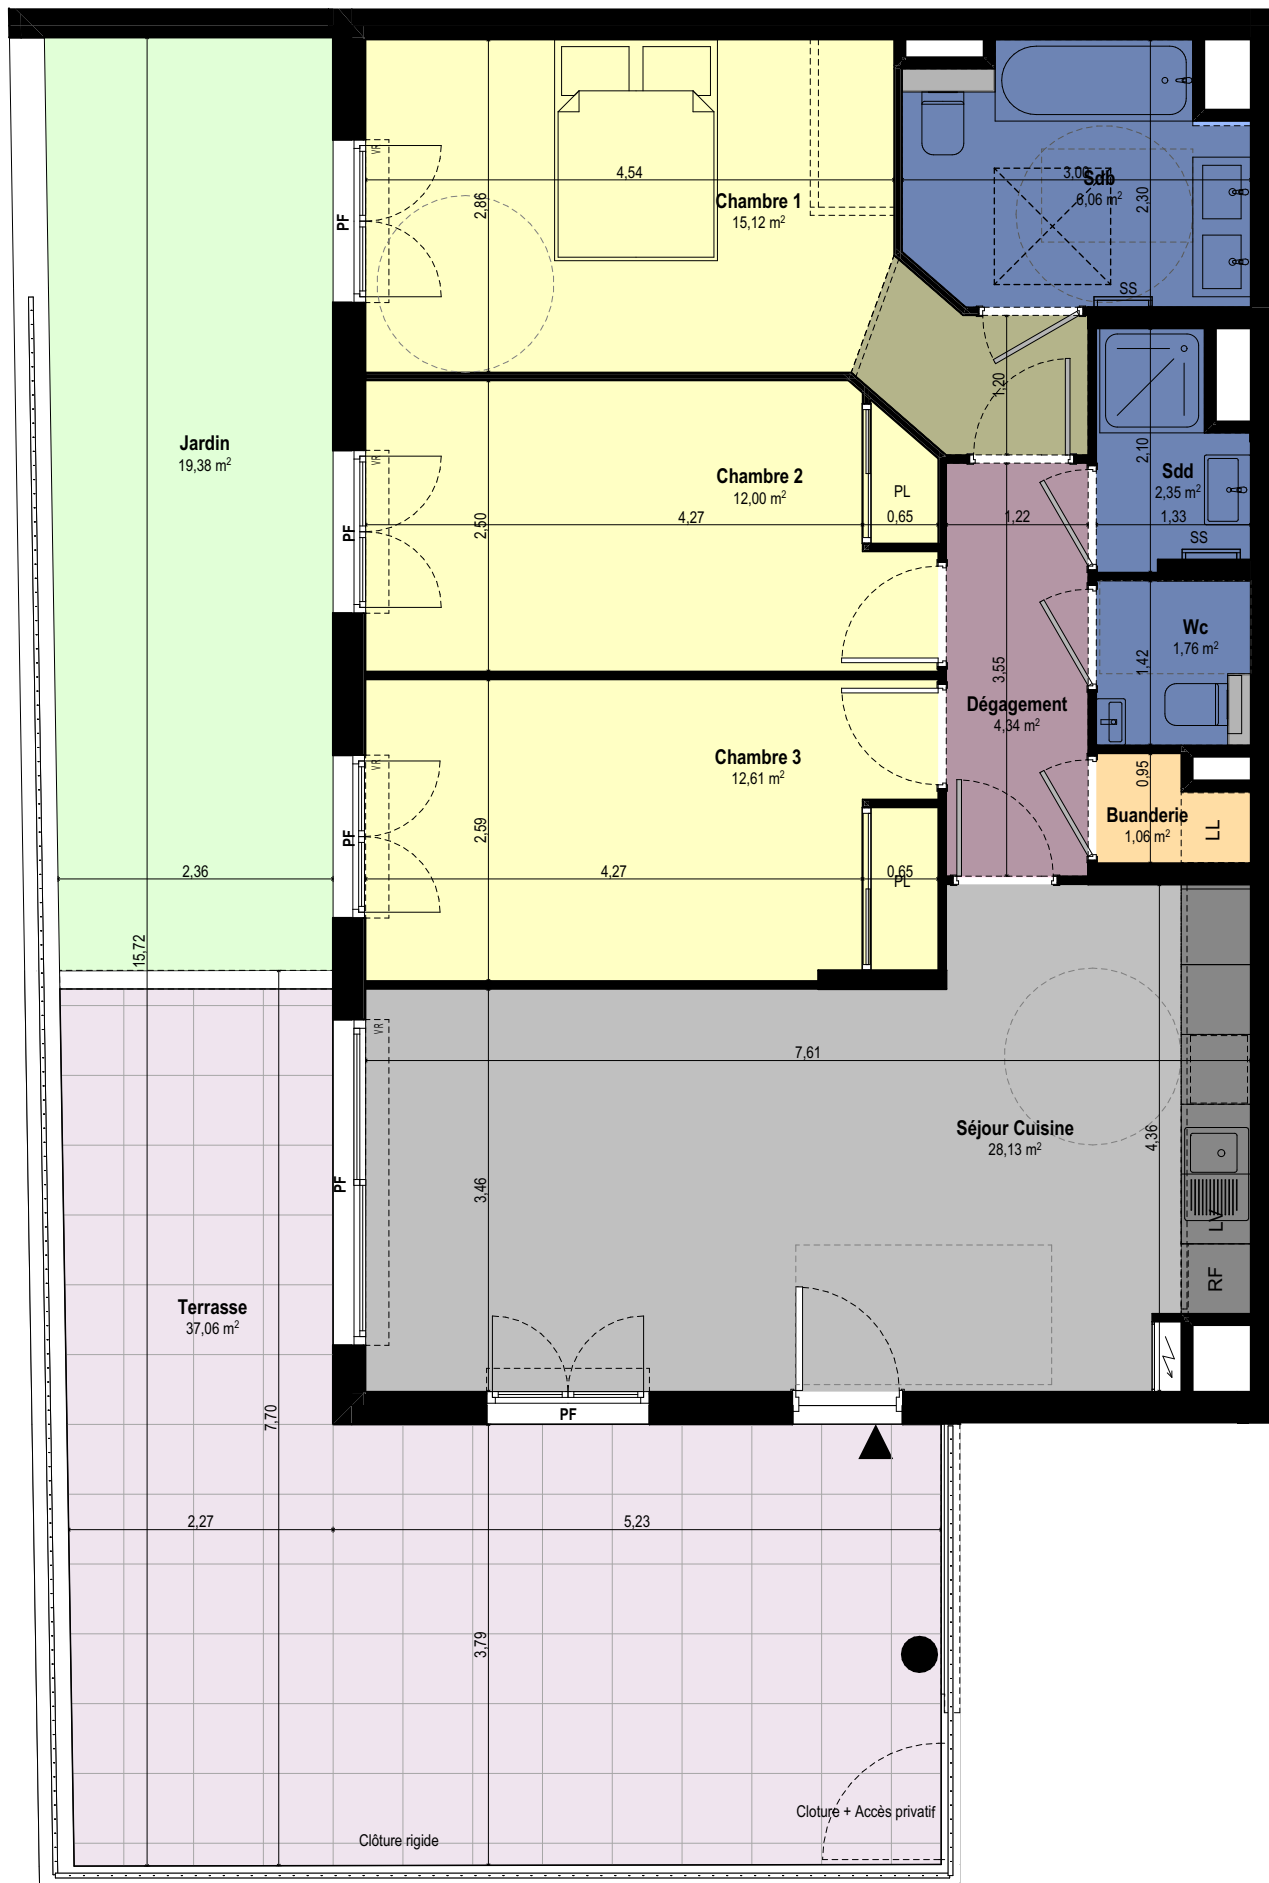 VR
PF
4,54
2,86
Chambre 1
15,12 m²
3,00
Sdb
6,06 m²
2,30
SS
1,20
Jardin
19,38 m²
VR
PF
Chambre 2
12,00 m²
4,27
2,50
PL
0,65
1,22
2,10
Sdd
2,35 m²
1,33
SS
Wc
1,76 m²
1,42
3,55
Dégagement
4,34 m²
Chambre 3
12,61 m²
VR
PF
2,59
4,27
0,65
PL
0,95
Buanderie
1,06 m²
LL
2,36
15,72
VR
7,61
Séjour Cuisine
28,13 m²
4,36
3,46
PF
LV
RF
Terrasse
37,06 m²
7,70
PF
2,27
5,23
3,79
Cloture + Accès privatif
Clôture rigide